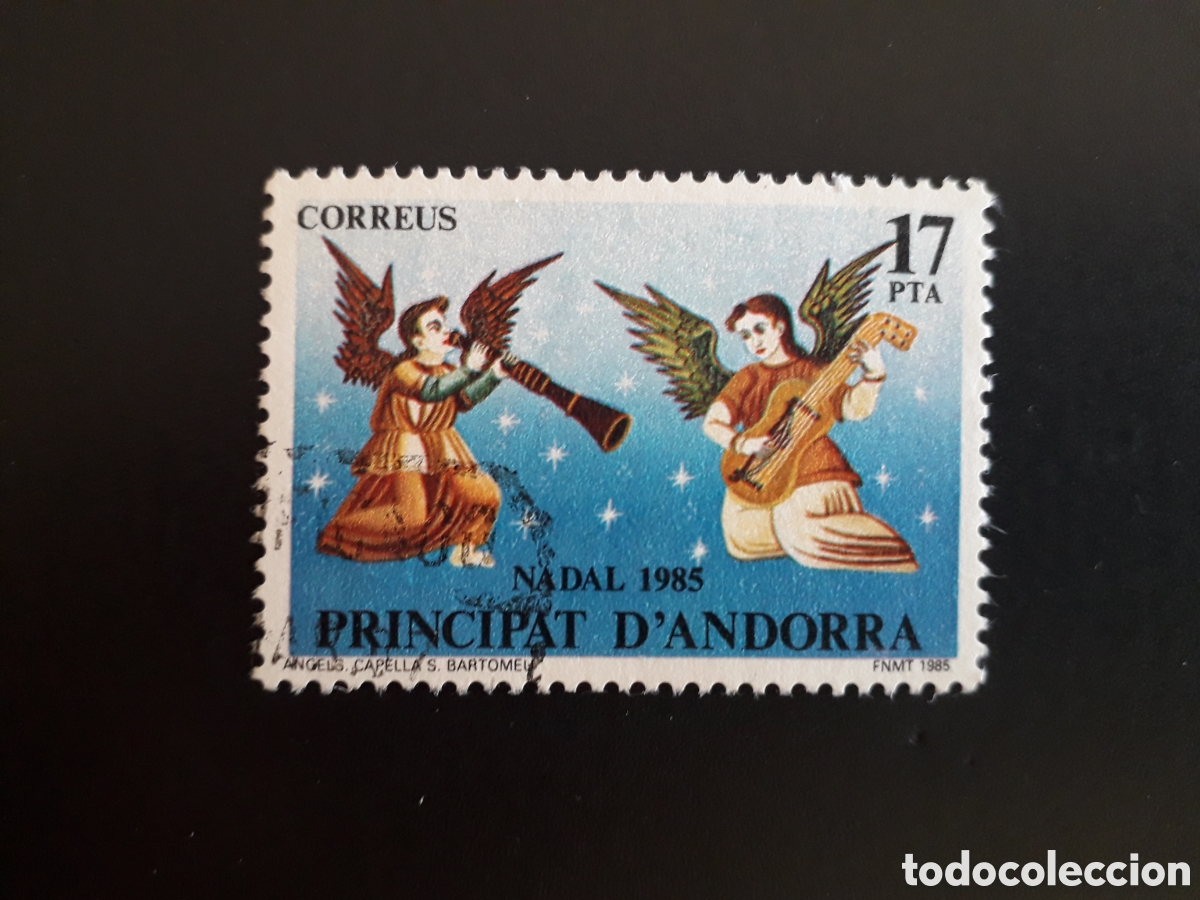 CORREUS
17
PTA
NADAL 1985
PRINCIPAT D'ANDORRA
ANGELS. CAPELLA S. BARTOMEU
FNMT 1985
todocoleccion